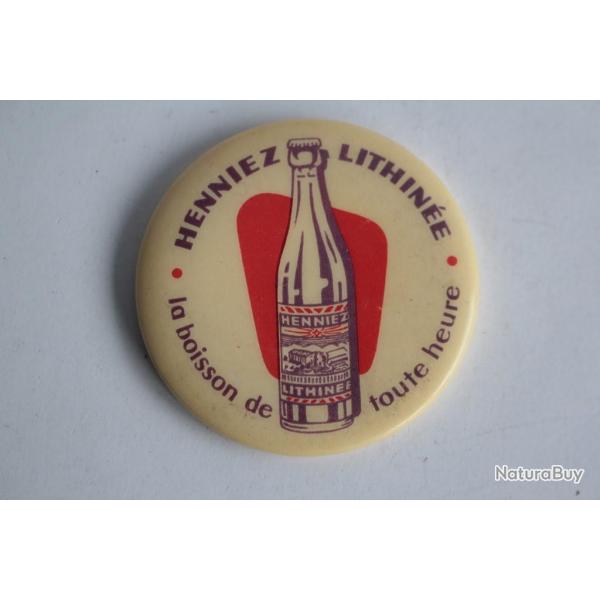 HENNIEZ LITHINÉE
HENNIEZ
LITHINÉE
la boisson de toute heure
NaturaBuy